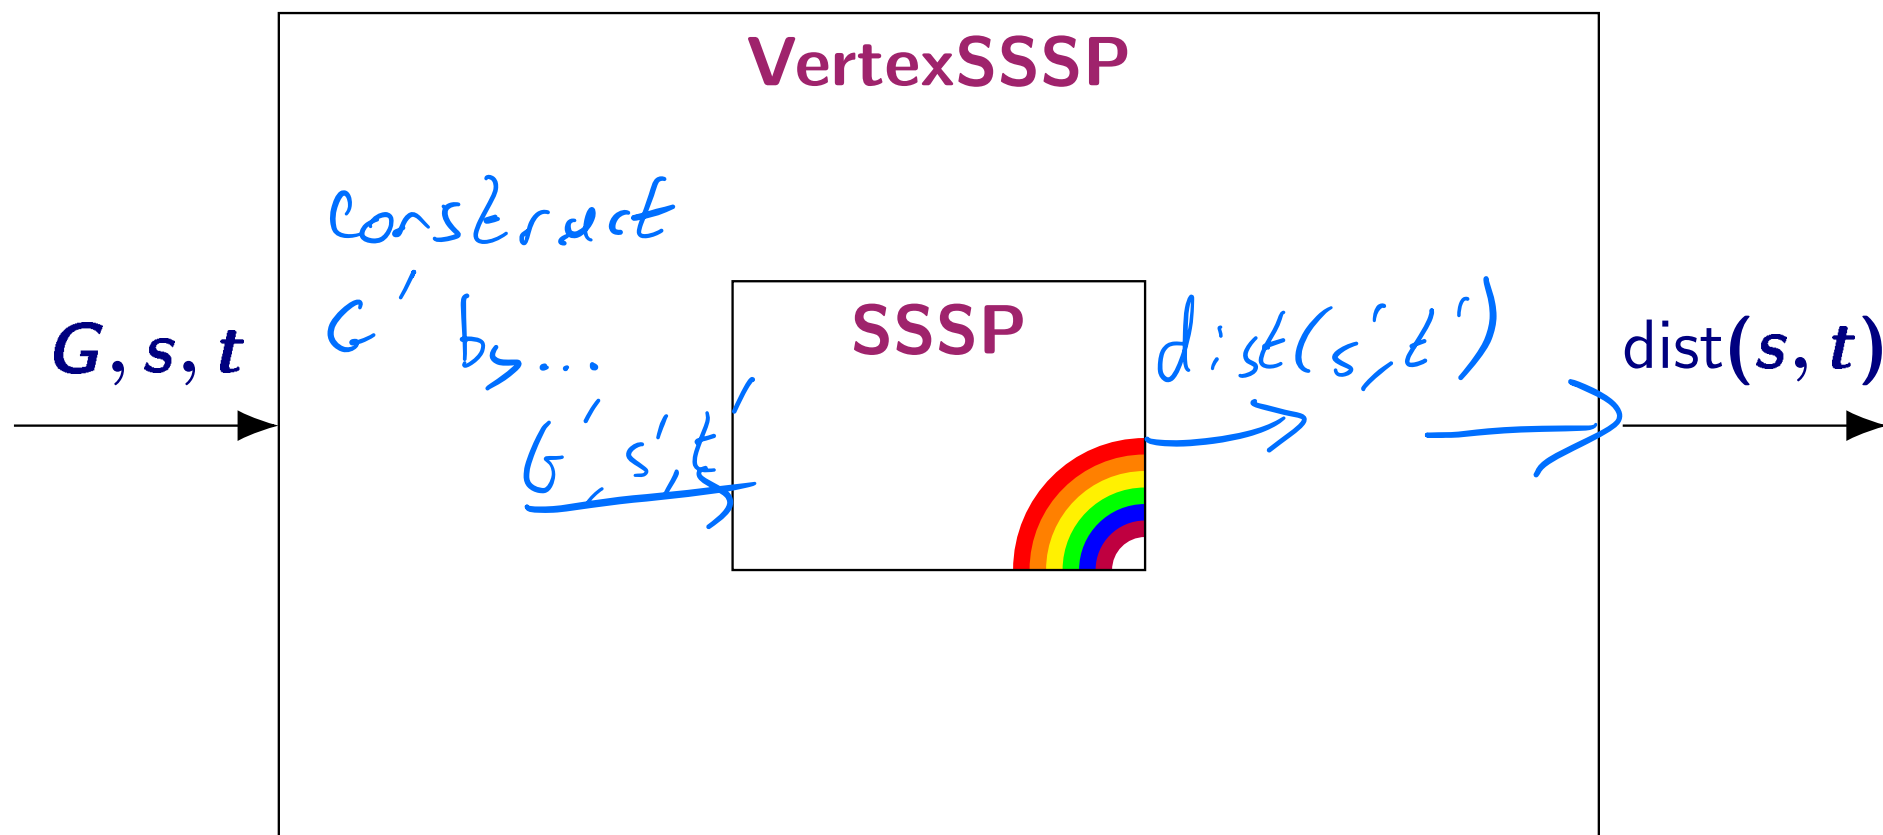 VertexSSSP
construct
G' by...
G, s, t
SSSP
dist(s', t')
dist(s, t)
G', s', t'